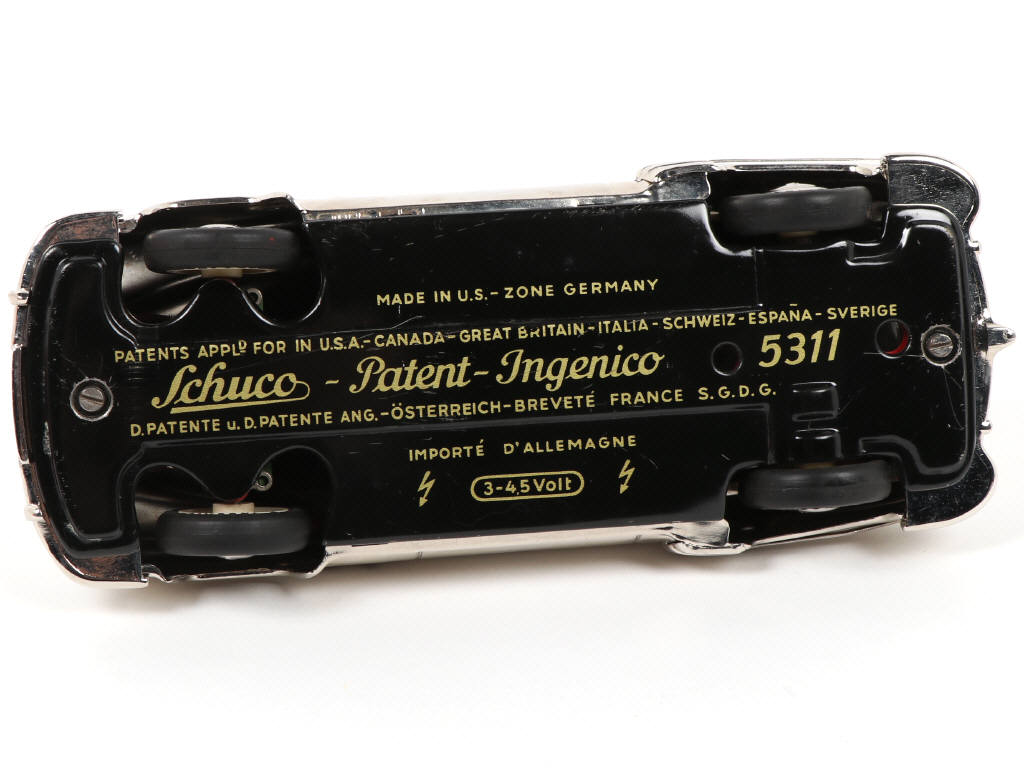 MADE IN U.S.-ZONE GERMANY
PATENTS APPLD FOR IN U.S.A.-CANADA-GREAT BRITAIN-ITALIA-SCHWEIZ-ESPAÑA-SVERIGE
Schuco - Patent - Ingenico 5311
D.PATENTE u. D.PATENTE ANG.-ÖSTERREICH-BREVETÉ FRANCE S.G.D.G.
IMPORTÉ D'ALLEMAGNE
3-4,5 Volt